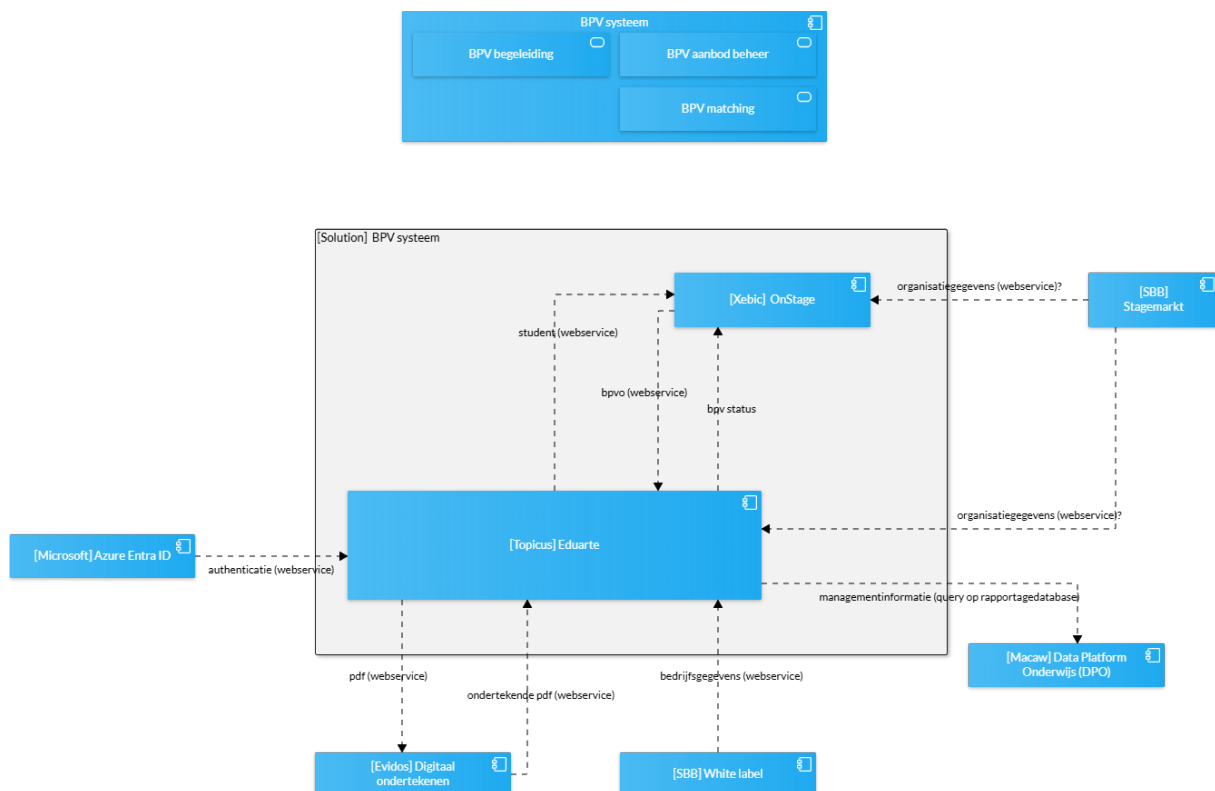 BPV systeem
BPV begeleiding
BPV aanbod beheer
BPV matching
[Solution] BPV systeem
[Xebic] OnStage
organisatiegegevens (webservice)?
[SBB]
Stagemarkt
student (webservice)
bpvo (webservice)
bpv status
organisatiegegevens (webservice)?
[Topicus] Eduarte
[Microsoft] Azure Entra ID
authenticatie (webservice)
managementinformatie (query op rapportagedatabase)
[Macaw] Data Platform
Onderwijs (DPO)
pdf (webservice)
bedrijfsgegevens (webservice)
ondertekende pdf (webservice)
[Evidos] Digitaal
ondertekenen
[SBB] White label